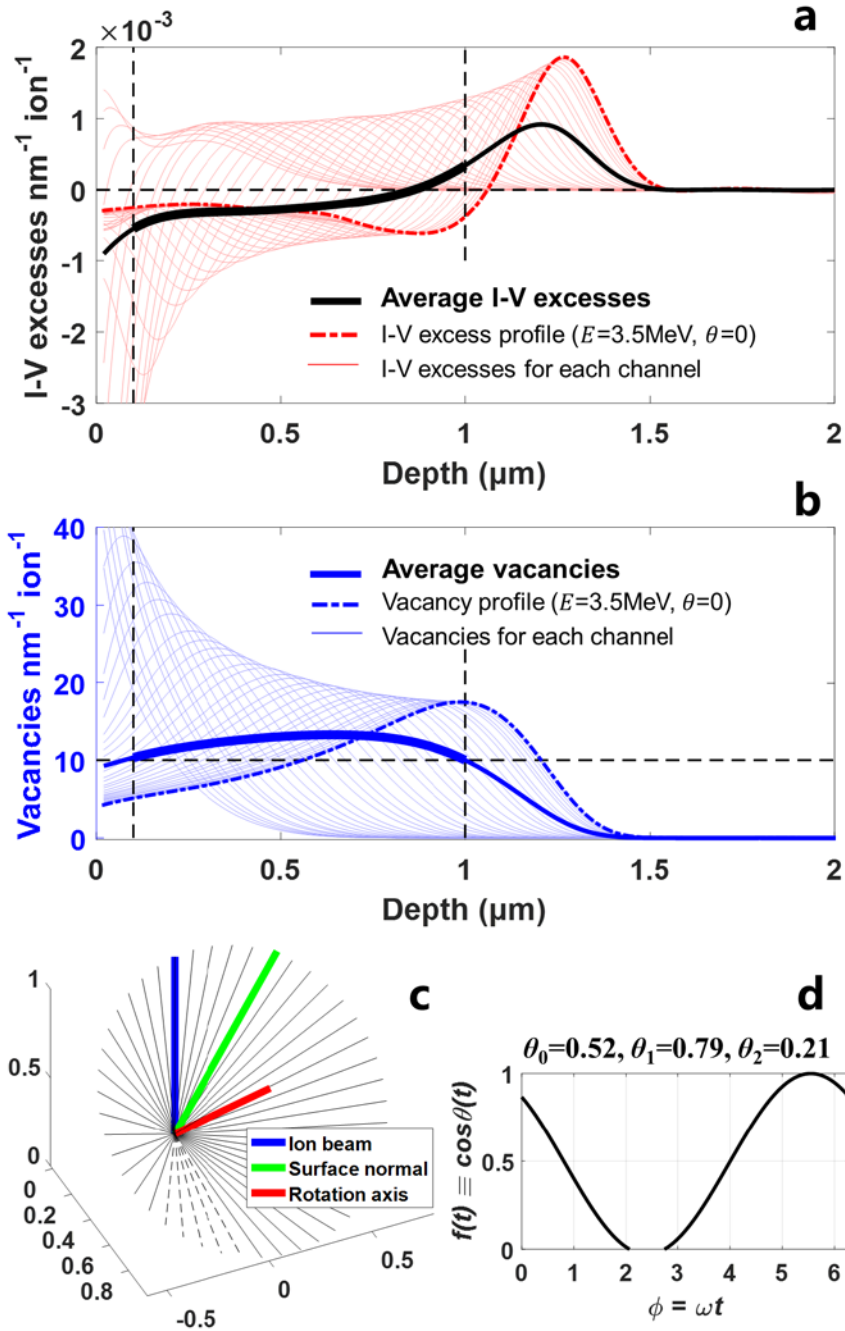 a
×10⁻³
2
1
0
-1
-2
-3
I-V excesses nm⁻¹ ion⁻¹
Average I-V excesses
I-V excess profile (E=3.5MeV, θ=0)
I-V excesses for each channel
0 0.5 1 1.5 2
Depth (μm)
b
40
30
20
10
0
Vacancies nm⁻¹ ion⁻¹
Average vacancies
Vacancy profile (E=3.5MeV, θ=0)
Vacancies for each channel
0 0.5 1 1.5 2
Depth (μm)
c
1
0.5
0
0
0.2
0.4
0.6
0.8
-0.5
0
0.5
Ion beam
Surface normal
Rotation axis
d
θ₀=0.52, θ₁=0.79, θ₂=0.21
1
0.5
0
f(t) ≡ cosθ(t)
0 1 2 3 4 5 6
ϕ = ωt